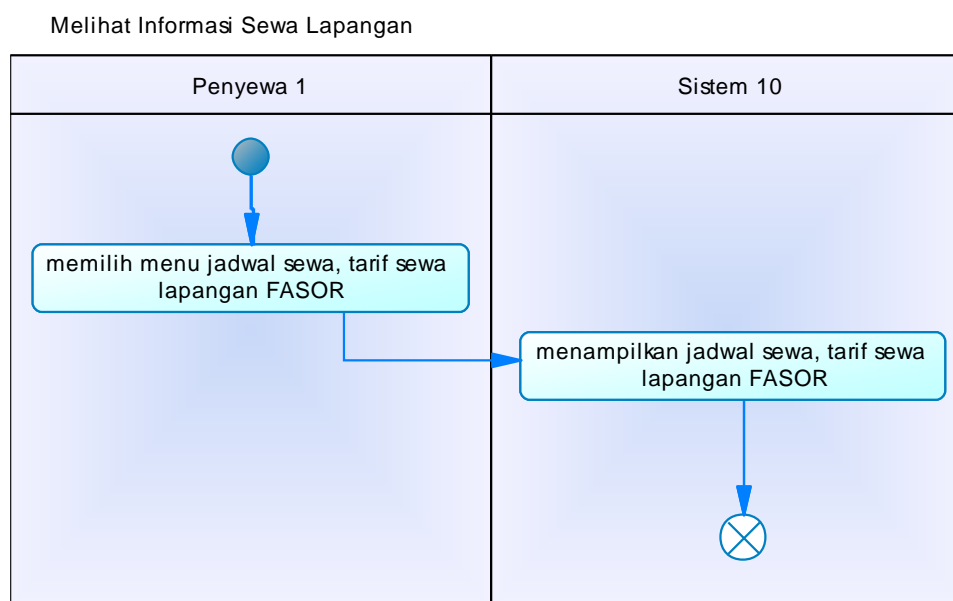 Melihat Informasi Sewa Lapangan
Penyewa 1
Sistem 10
memilih menu jadwal sewa, tarif sewa
lapangan FASOR
menampilkan jadwal sewa, tarif sewa
lapangan FASOR